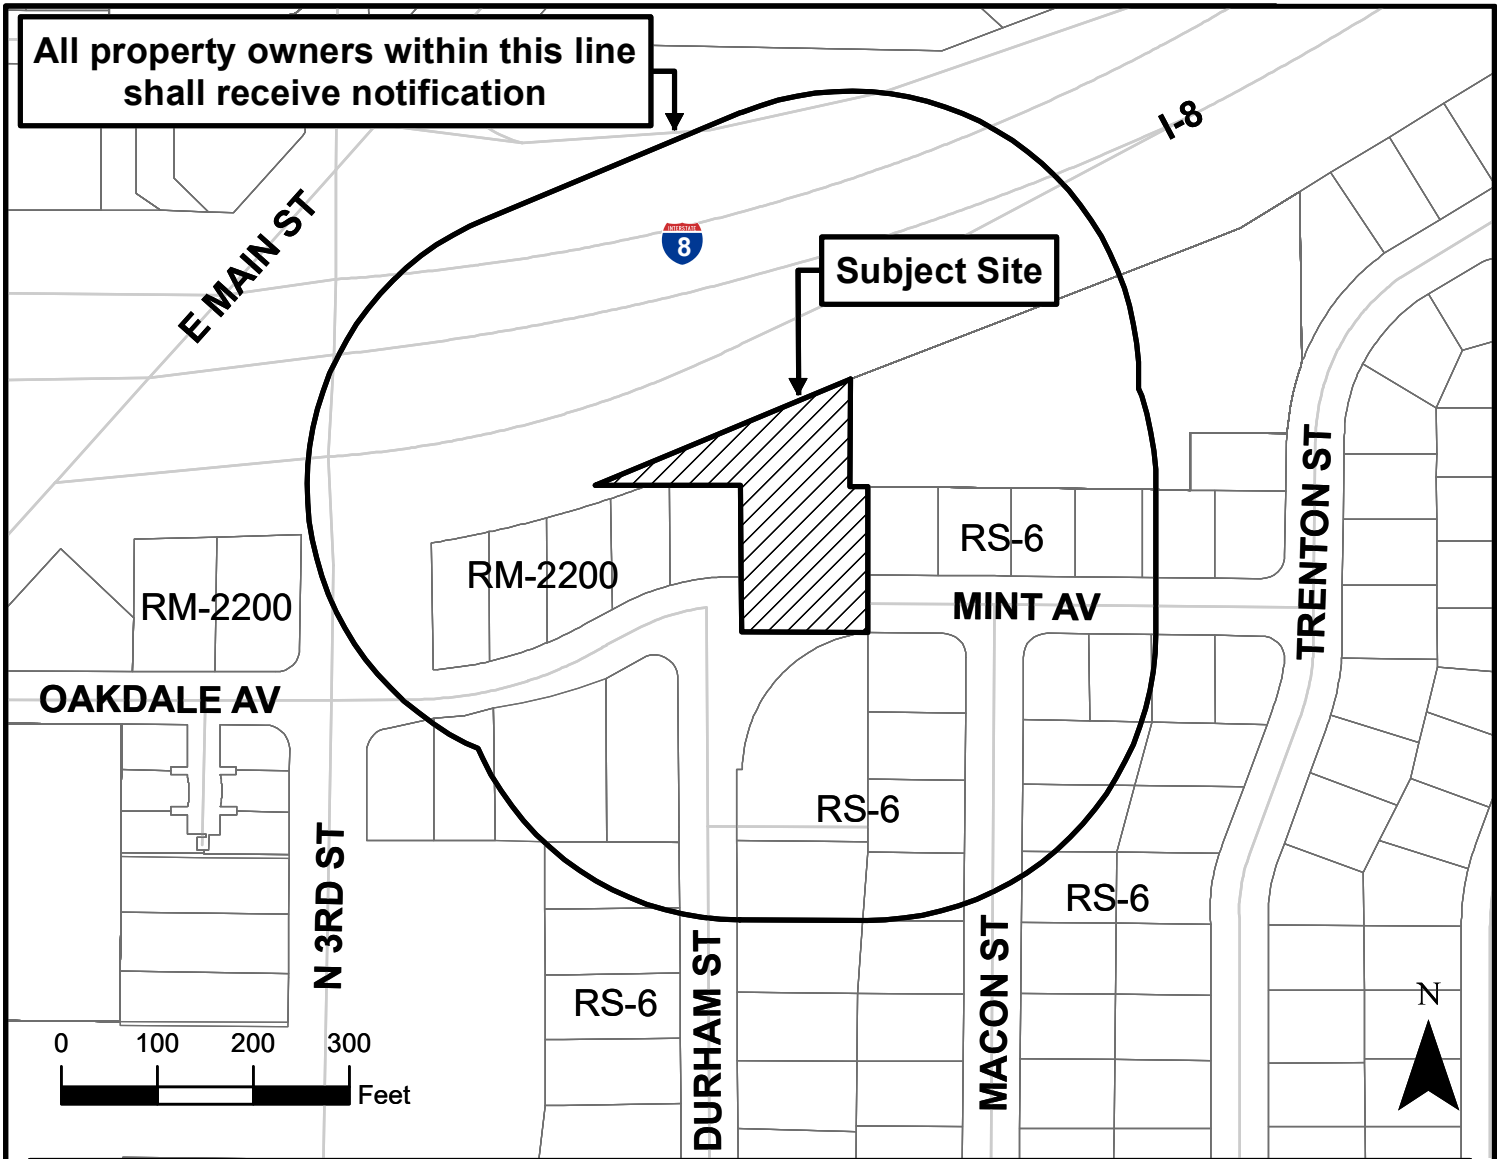 All property owners within this line
shall receive notification
I-8
E MAIN ST
INTERSTATE
8
Subject Site
TRENTON ST
RS-6
RM-2200
RM-2200
MINT AV
OAKDALE AV
RS-6
N 3RD ST
RS-6
RS-6
DURHAM ST
MACON ST
N
0 100 200 300
Feet